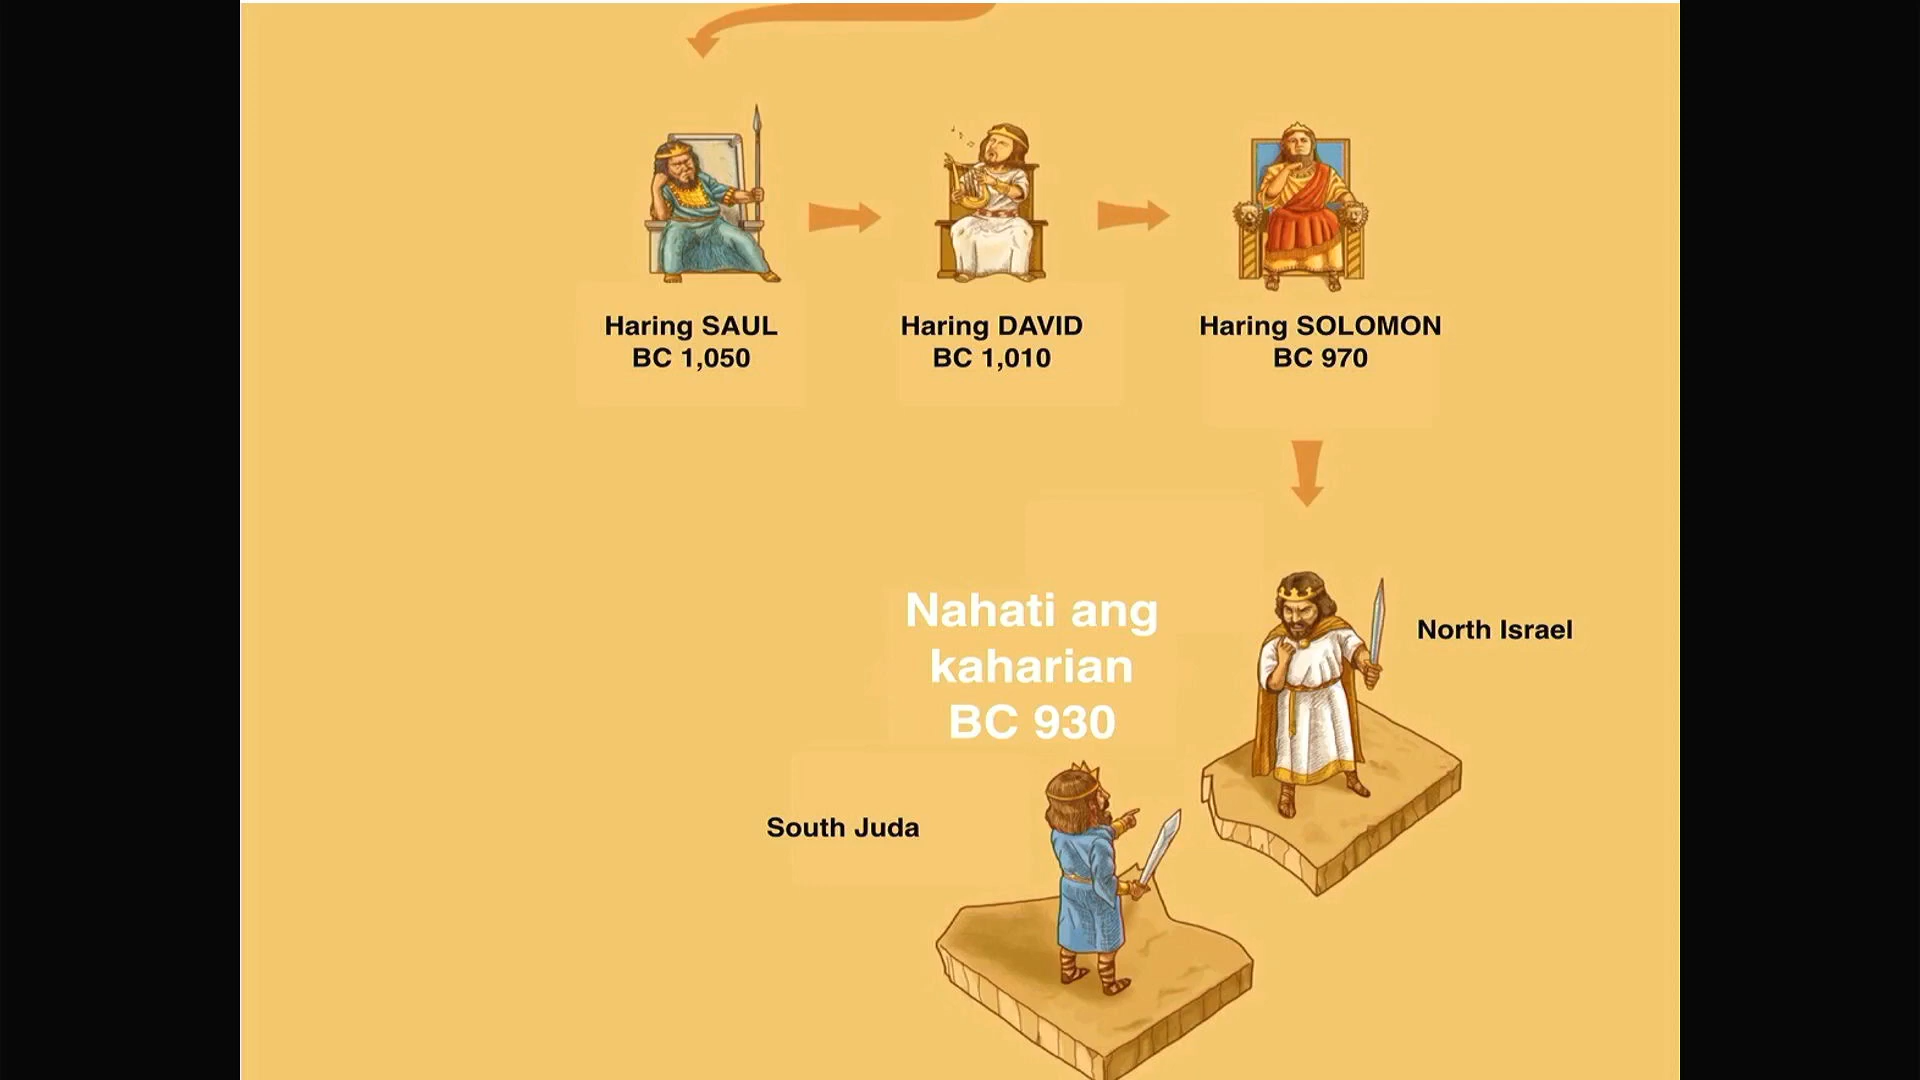 Haring SAUL
BC 1,050
Haring DAVID
BC 1,010
Haring SOLOMON
BC 970
Nahati ang
kaharian
BC 930
North Israel
South Juda